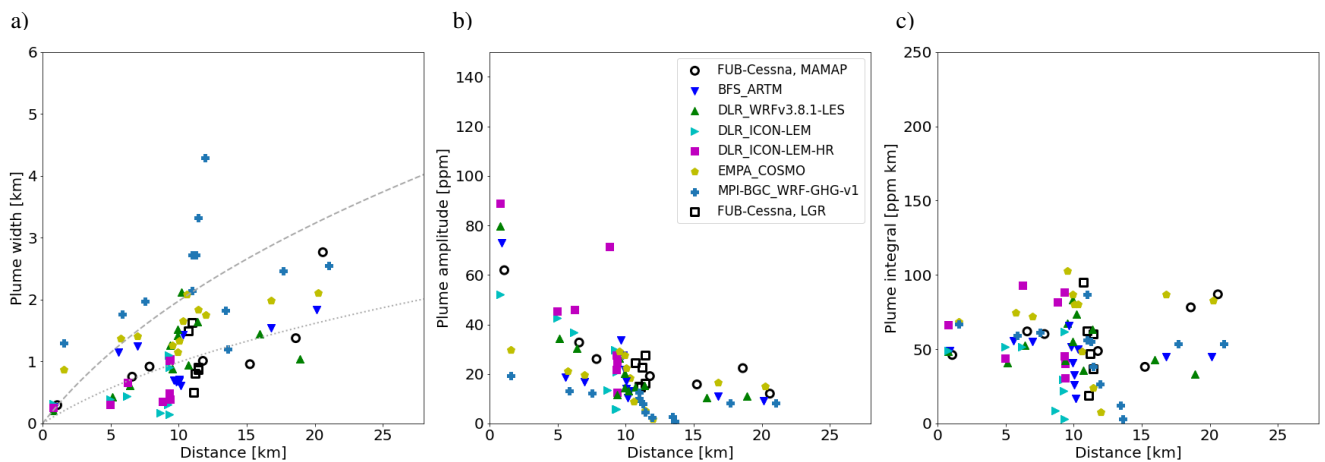 a)
6
5
4
3
2
1
0
Plume width [km]
0 5 10 15 20 25
Distance [km]
b)
140
120
100
80
60
40
20
0
Plume amplitude [ppm]
FUB-Cessna, MAMAP
BFS_ARTM
DLR_WRFv3.8.1-LES
DLR_ICON-LEM
DLR_ICON-LEM-HR
EMPA_COSMO
MPI-BGC_WRF-GHG-v1
FUB-Cessna, LGR
0 5 10 15 20 25
Distance [km]
c)
250
200
150
100
50
0
Plume integral [ppm km]
0 5 10 15 20 25
Distance [km]